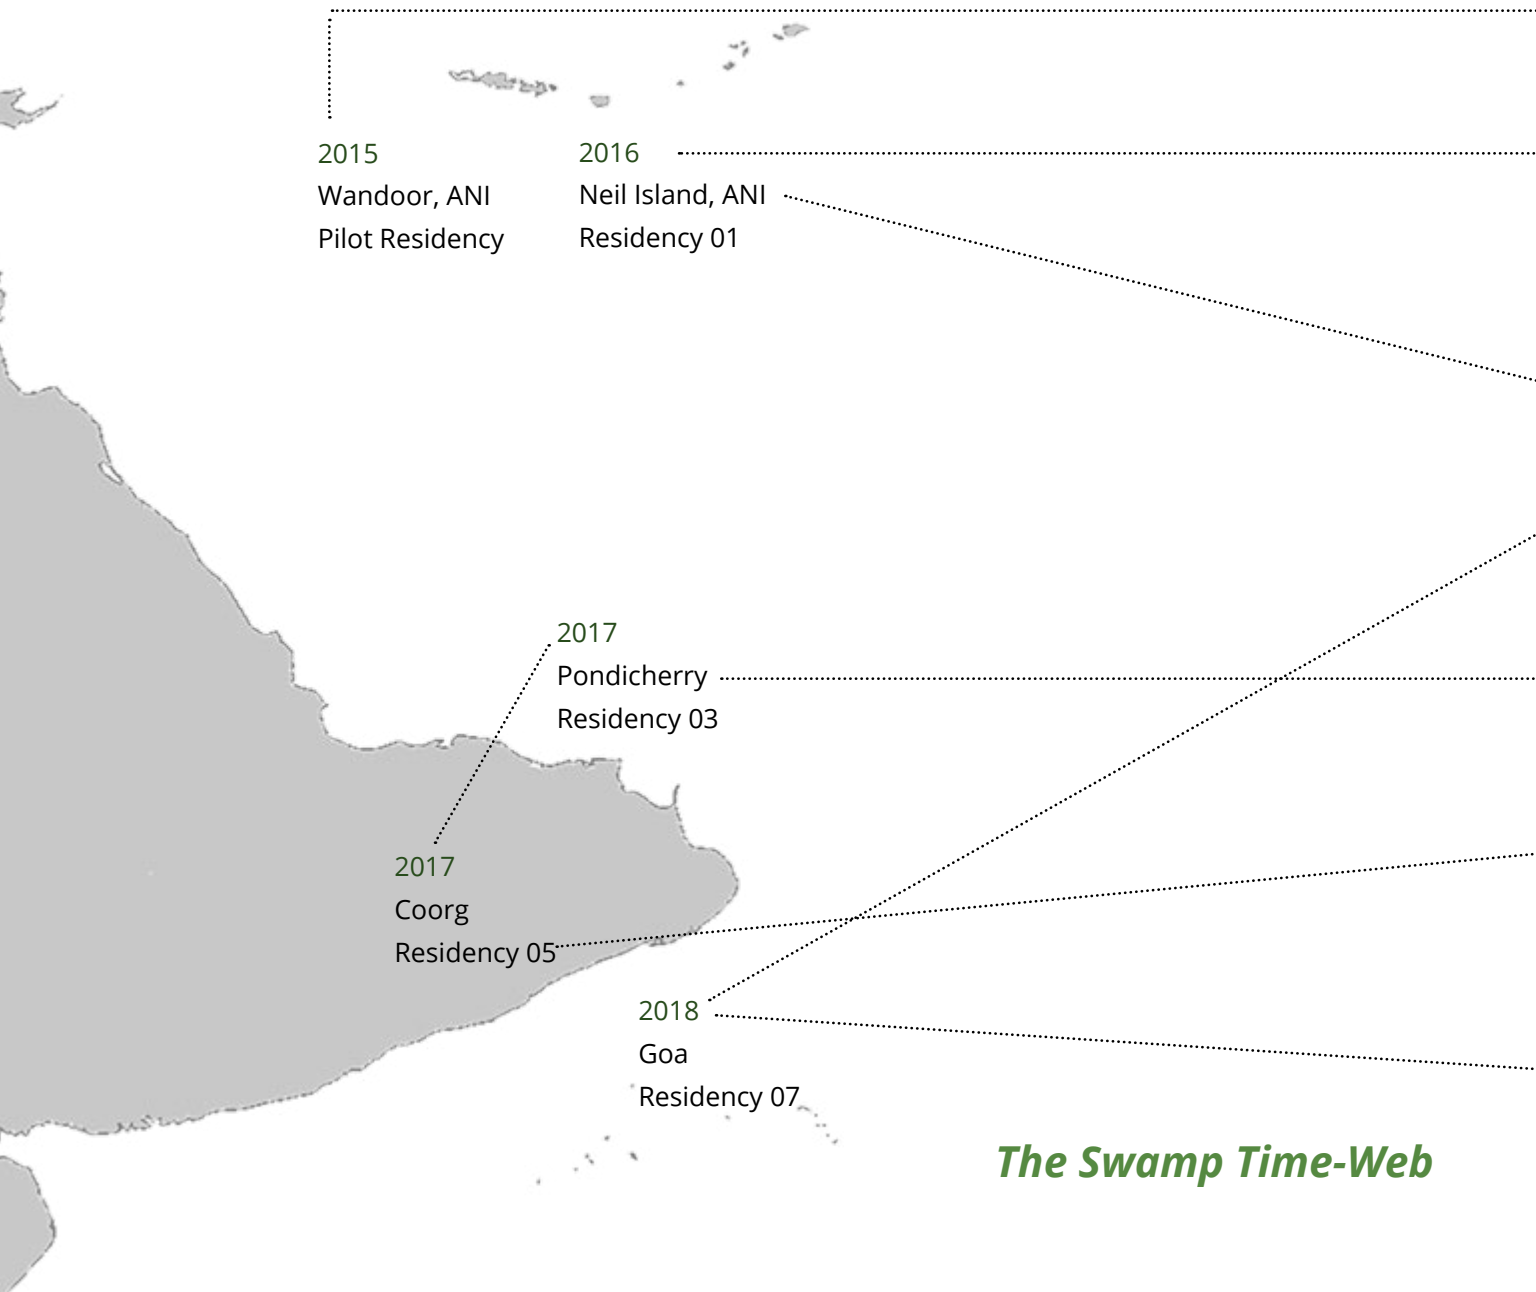 2015
Wandoor, ANI
Pilot Residency
2016
Neil Island, ANI
Residency 01
2017
Pondicherry
Residency 03
2017
Coorg
Residency 05
2018
Goa
Residency 07
The Swamp Time-Web